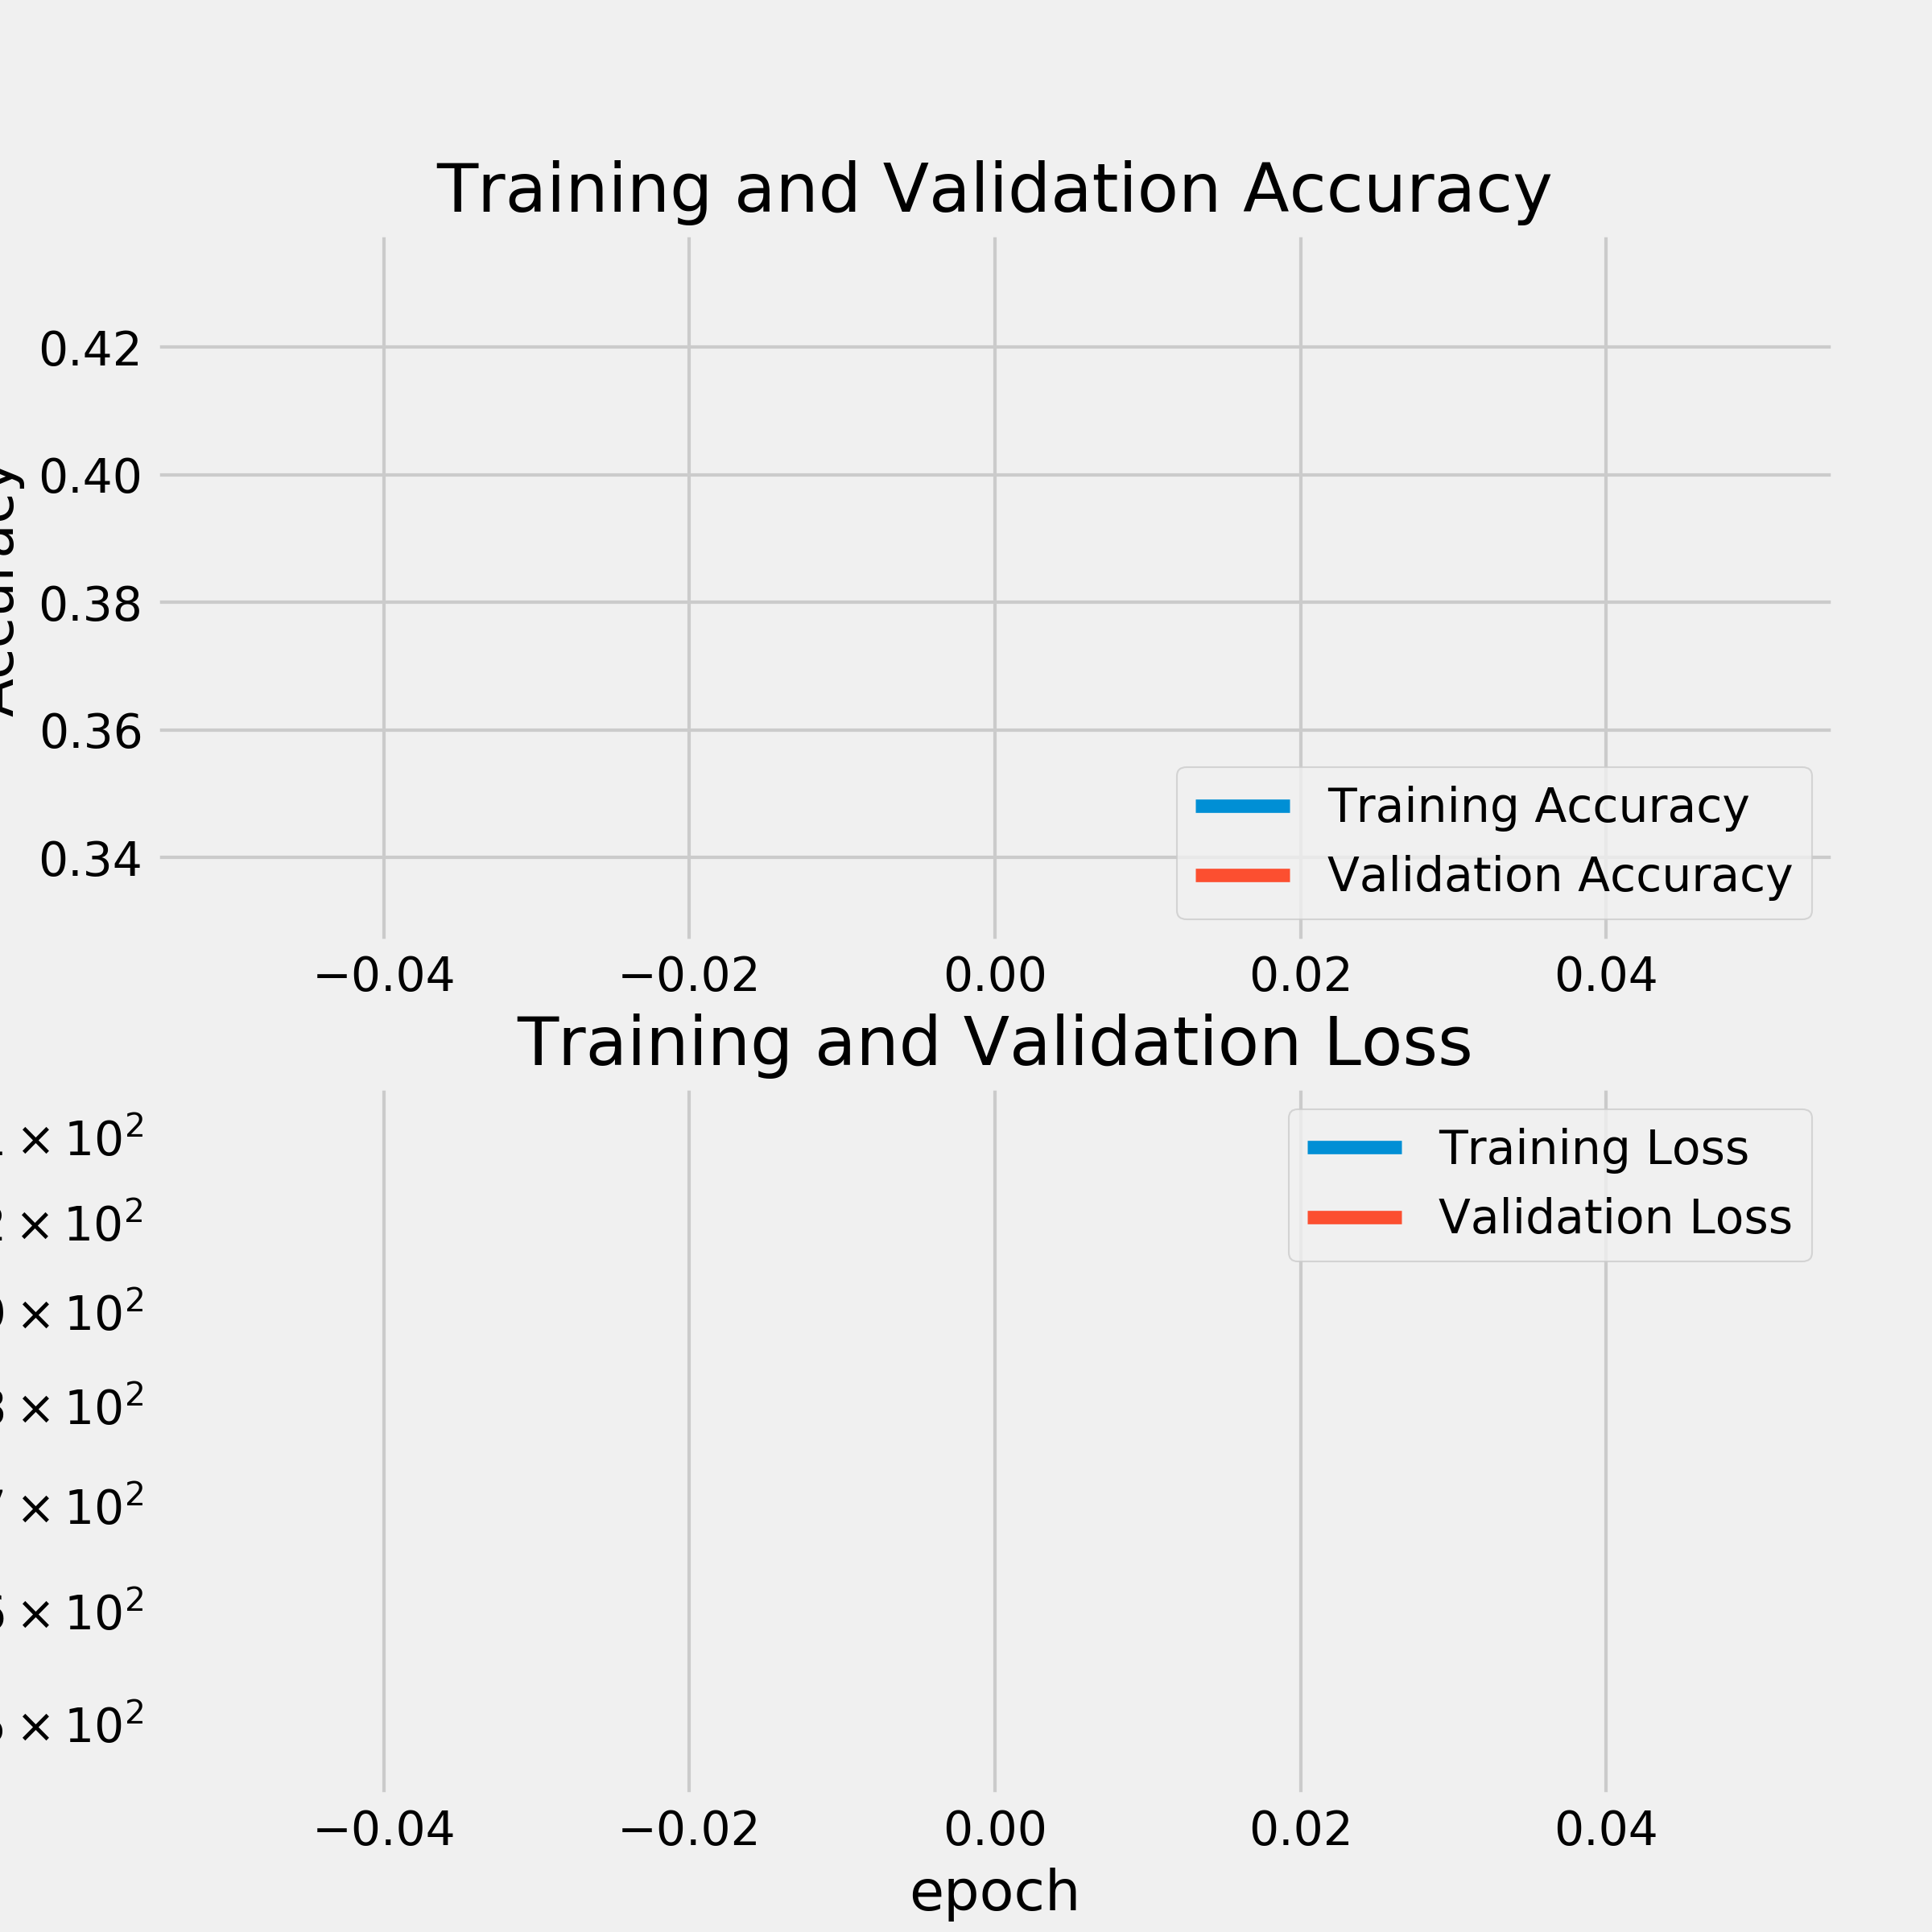 Training and Validation Accuracy
Accuracy
0.42
0.40
0.38
0.36
0.34
Training Accuracy
Validation Accuracy
−0.04 −0.02 0.00 0.02 0.04
Training and Validation Loss
× 10²
× 10²
× 10²
× 10²
× 10²
× 10²
× 10²
Training Loss
Validation Loss
−0.04 −0.02 0.00 0.02 0.04
epoch